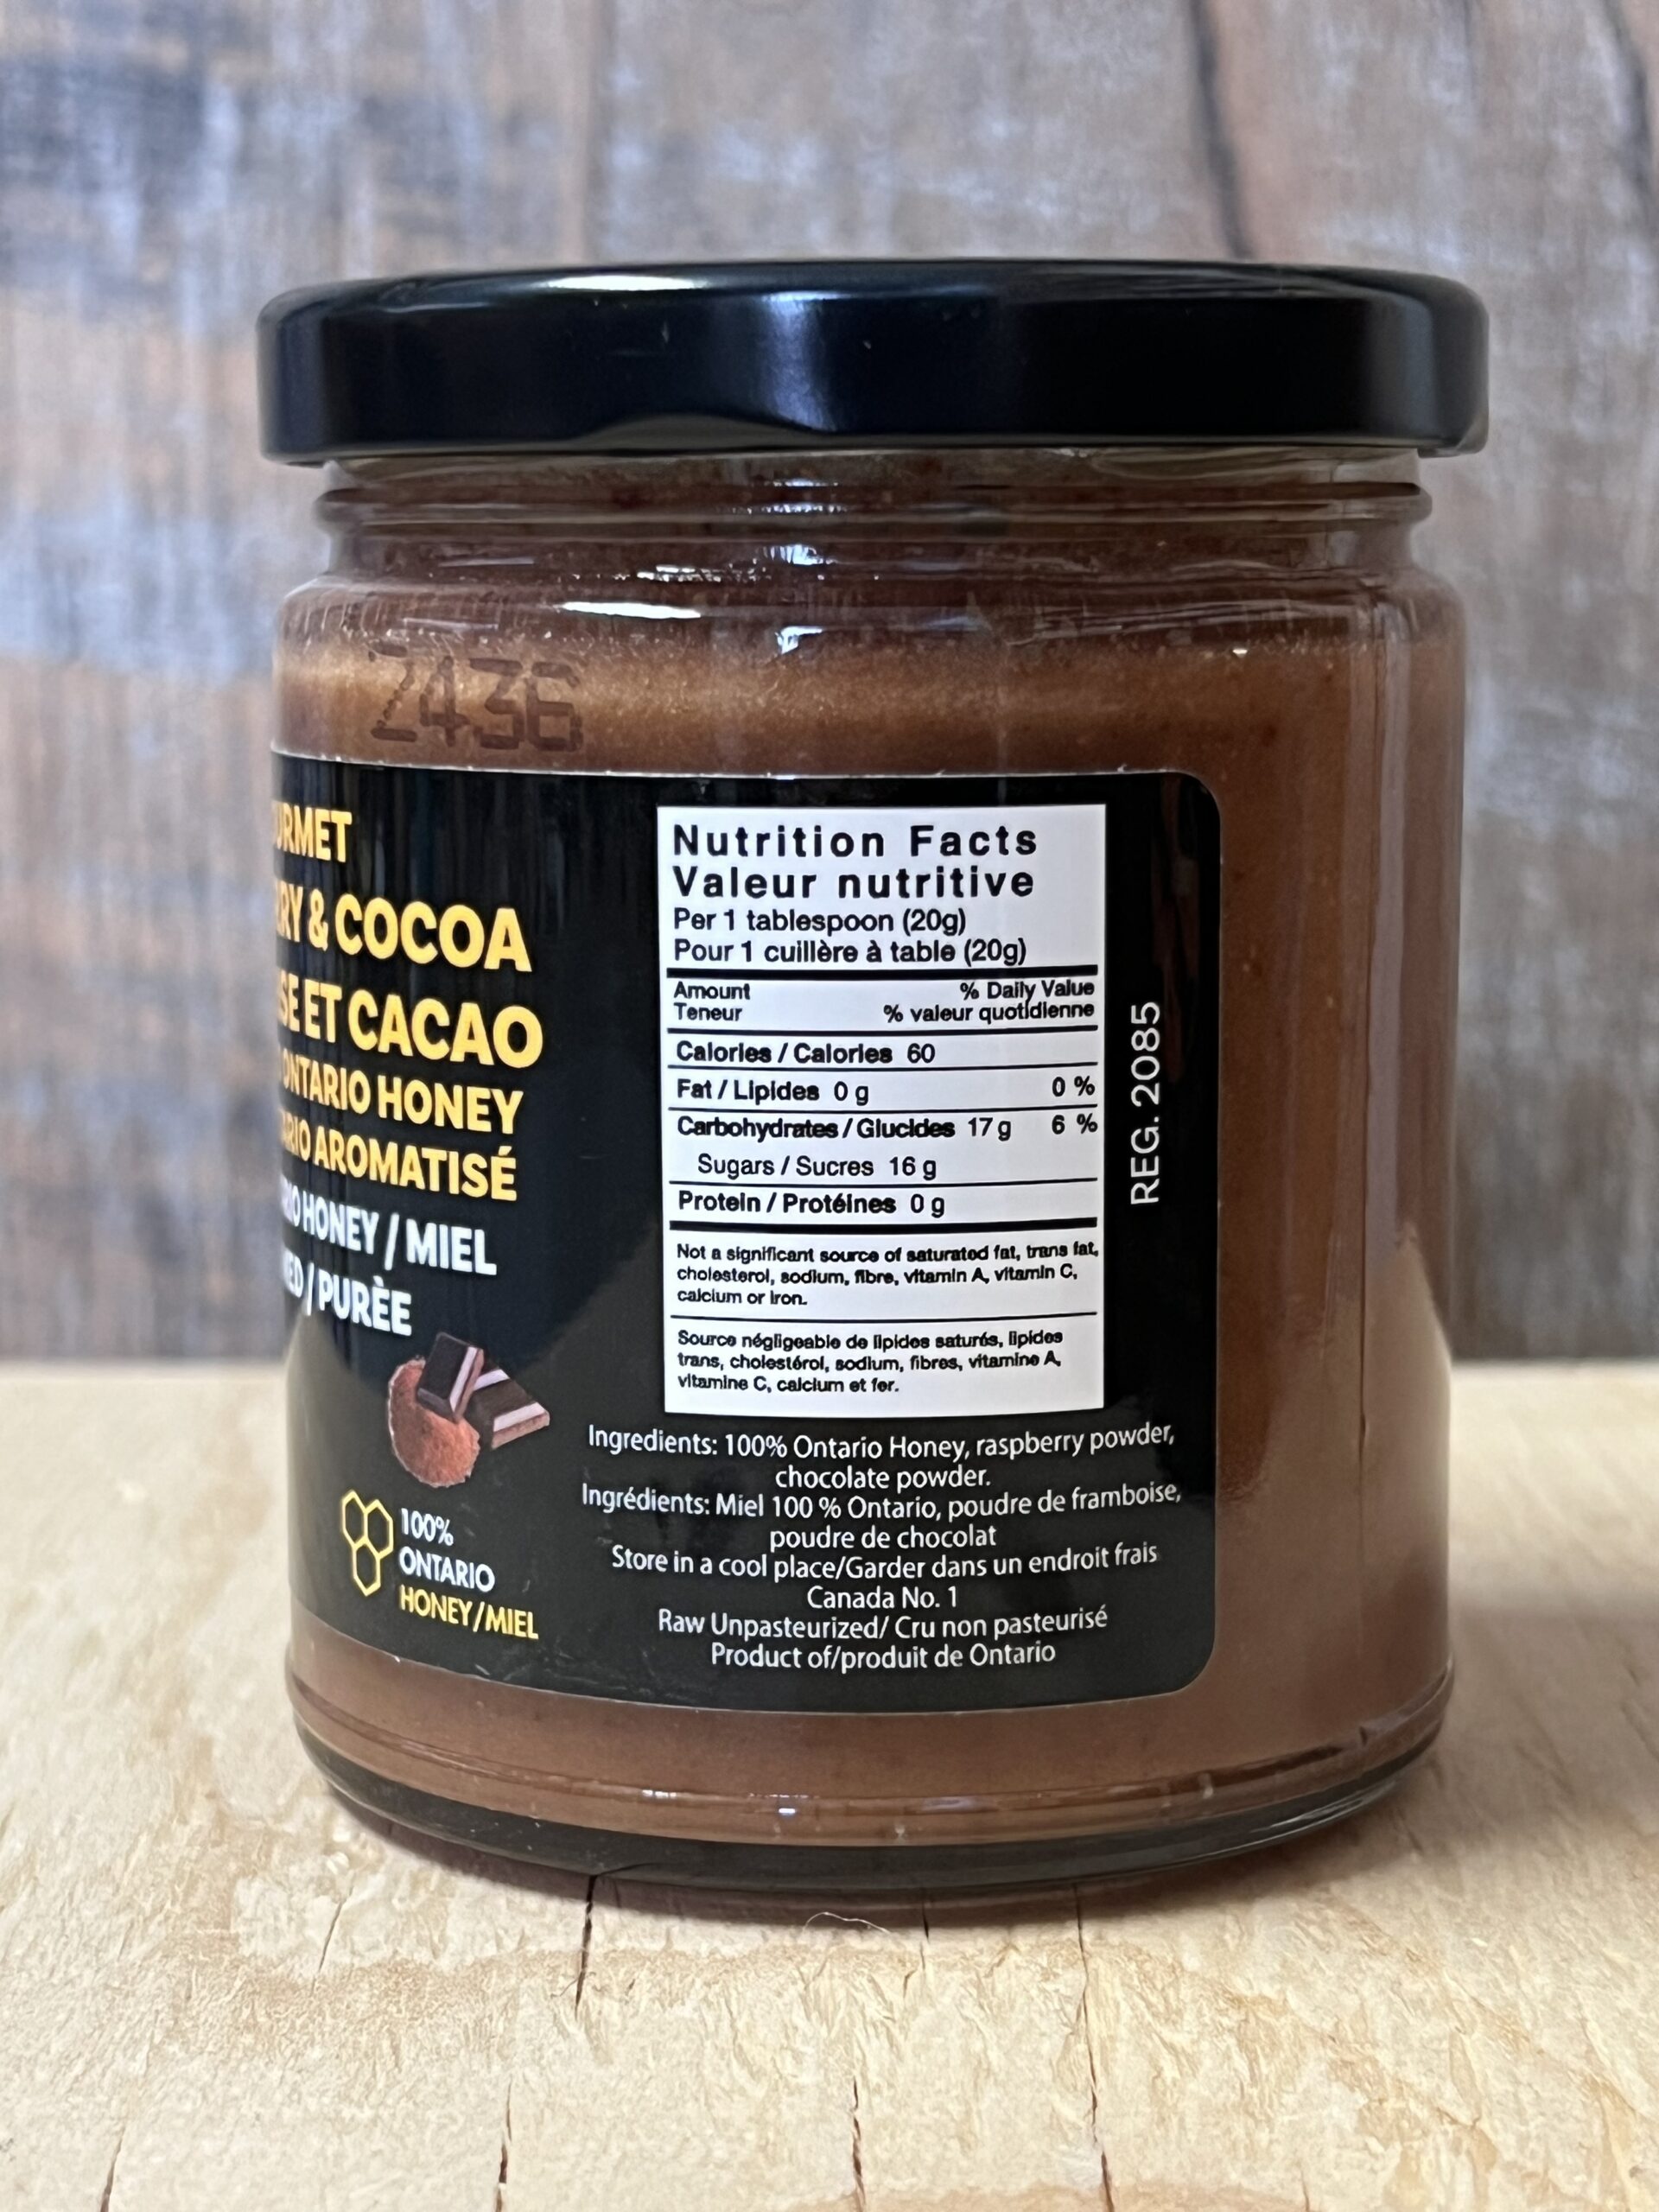 2436
& COCOA
ET CACAO
ONTARIO HONEY
AROMATISÉ
HONEY / MIEL
/ PURÈE
100%
ONTARIO
HONEY/MIEL
Nutrition Facts
Valeur nutritive
Per 1 tablespoon (20g)
Pour 1 cuillère à table (20g)
Amount % Daily Value
Teneur % valeur quotidienne
Calories / Calories 60
Fat / Lipides 0 g 0 %
Carbohydrates / Glucides 17 g 6 %
Sugars / Sucres 16 g
Protein / Protéines 0 g
Not a significant source of saturated fat, trans fat,
cholesterol, sodium, fibre, vitamin A, vitamin C,
calcium or iron.
Source négligeable de lipides saturés, lipides
trans, cholestérol, sodium, fibres, vitamine A,
vitamine C, calcium et fer.
Ingredients: 100% Ontario Honey, raspberry powder,
chocolate powder.
Ingrédients: Miel 100 % Ontario, poudre de framboise,
poudre de chocolat
Store in a cool place/Garder dans un endroit frais
Canada No. 1
Raw Unpasteurized/ Cru non pasteurisé
Product of/produit de Ontario
REG. 2085